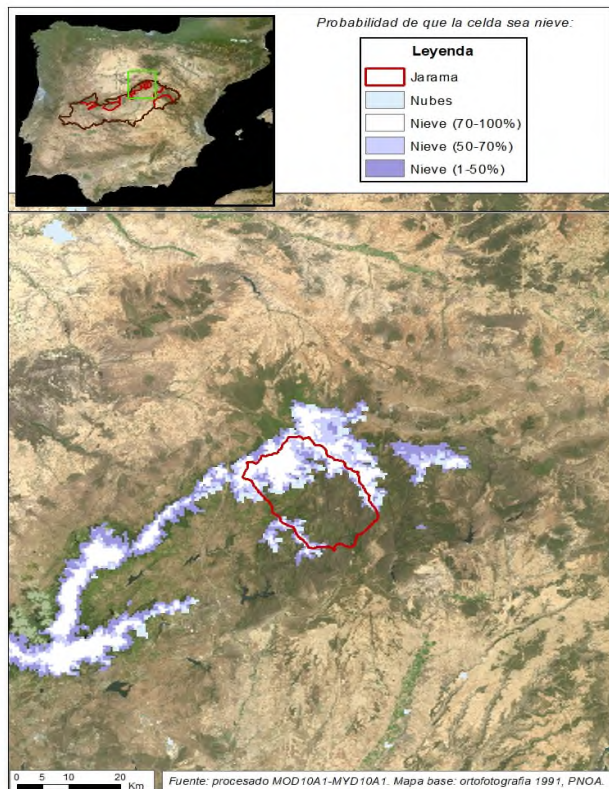 Probabilidad de que la celda sea nieve:
Leyenda
Jarama
Nubes
Nieve (70-100%)
Nieve (50-70%)
Nieve (1-50%)
0 5 10 20
Km
Fuente: procesado MOD10A1-MYD10A1. Mapa base: ortofotografia 1991, PNOA.